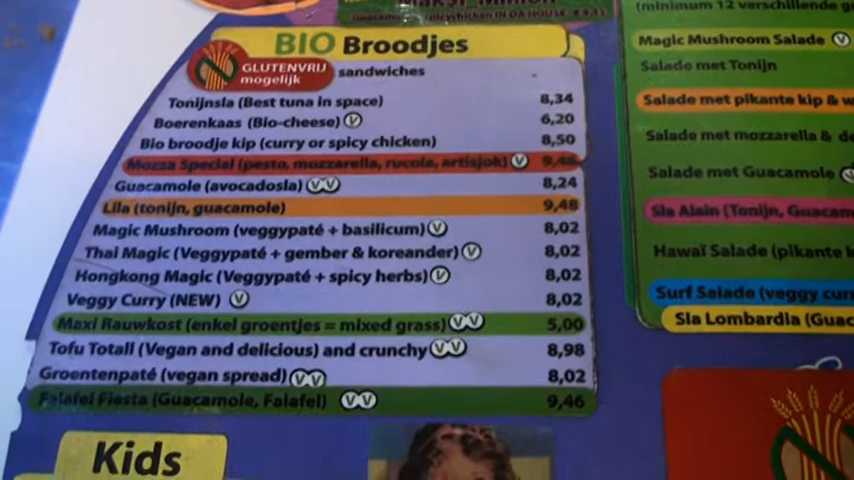 BIO Broodjes
GLUTENVRIJ
mogelijk
sandwiches
Tonijnsla (Best tuna in space) 8,34
Boerenkaas (Bio-cheese) V 6,20
Bio broodje kip (curry or spicy chicken) 8,50
Mozza Special (pesto, mozzarella, rucola, artisjok) V 9,48
Guacamole (avocadosla) V V 8,24
Lila (tonijn, guacamole) 9,48
Magic Mushroom (veggypaté + basilicum) V 8,02
Thai Magic (Veggypaté + gember & koreander) V 8,02
Hongkong Magic (Veggypaté + spicy herbs) V 8,02
Veggy Curry (NEW) V 8,02
Maxi Rauwkost (enkel groentjes = mixed grass) V V 5,00
Tofu Totall (Vegan and delicious) and crunchy V V 8,98
Groentenpaté (vegan spread) V V 8,02
Falafel Fiesta (Guacamole, Falafel) V V 9,46
Kids
(minimum 12 verschillende
Magic Mushroom Salade V
Salade met Tonijn
Salade met pikante kip &
Salade met mozzarella &
Salade met Guacamole V
Sla Alain (Tonijn, Guacam
Hawaï Salade (pikante
Surf Salade (veggy cur
Sla Lombardia (Guac